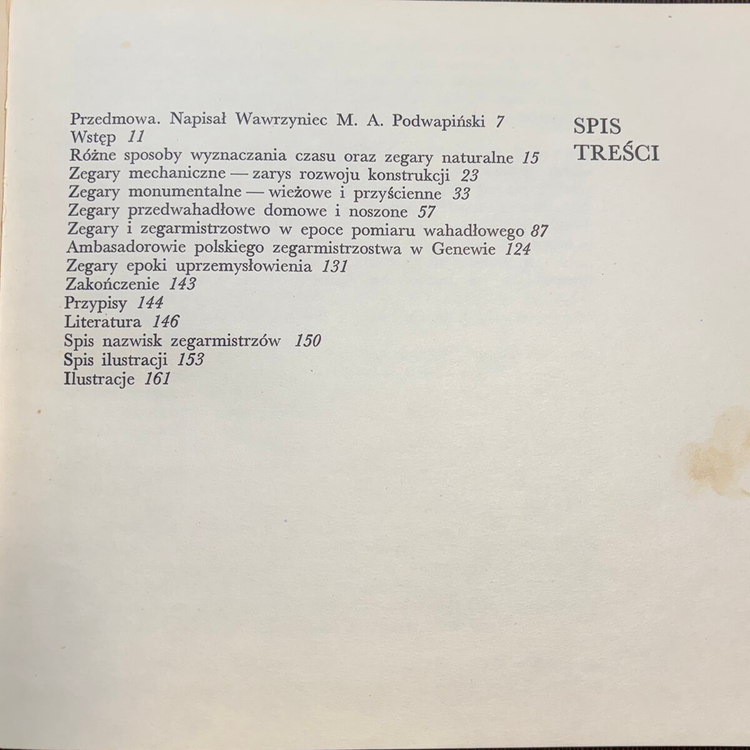 SPIS
TREŚCI
Przedmowa. Napisał Wawrzyniec M. A. Podwapiński 7
Wstęp 11
Różne sposoby wyznaczania czasu oraz zegary naturalne 15
Zegary mechaniczne — zarys rozwoju konstrukcji 23
Zegary monumentalne — wieżowe i przyścienne 33
Zegary przedwahadłowe domowe i noszone 57
Zegary i zegarmistrzostwo w epoce pomiaru wahadłowego 87
Ambasadorowie polskiego zegarmistrzostwa w Genewie 124
Zegary epoki uprzemysłowienia 131
Zakończenie 143
Przypisy 144
Literatura 146
Spis nazwisk zegarmistrzów 150
Spis ilustracji 153
Ilustracje 161